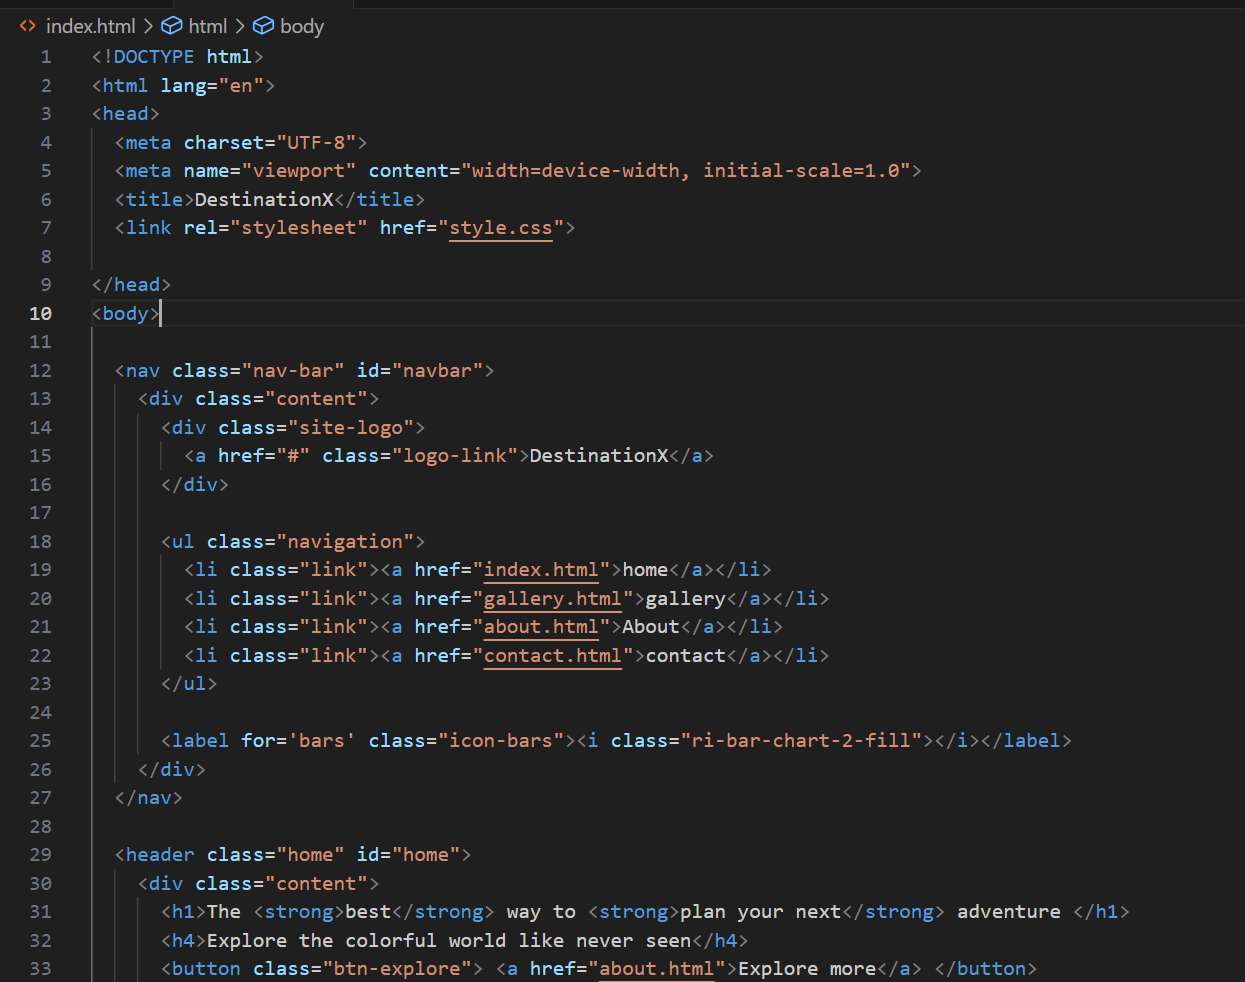 index.html > html > body
1 <!DOCTYPE html>
2 <html lang="en">
3 <head>
4 <meta charset="UTF-8">
5 <meta name="viewport" content="width=device-width, initial-scale=1.0">
6 <title>DestinationX</title>
7 <link rel="stylesheet" href="style.css">
8
9 </head>
10 <body>
11
12 <nav class="nav-bar" id="navbar">
13 <div class="content">
14 <div class="site-logo">
15 <a href="#" class="logo-link">DestinationX</a>
16 </div>
17
18 <ul class="navigation">
19 <li class="link"><a href="index.html">home</a></li>
20 <li class="link"><a href="gallery.html">gallery</a></li>
21 <li class="link"><a href="about.html">About</a></li>
22 <li class="link"><a href="contact.html">contact</a></li>
23 </ul>
24
25 <label for='bars' class="icon-bars"><i class="ri-bar-chart-2-fill"></i></label>
26 </div>
27 </nav>
28
29 <header class="home" id="home">
30 <div class="content">
31 <h1>The <strong>best</strong> way to <strong>plan your next</strong> adventure </h1>
32 <h4>Explore the colorful world like never seen</h4>
33 <button class="btn-explore"> <a href="about.html">Explore more</a> </button>